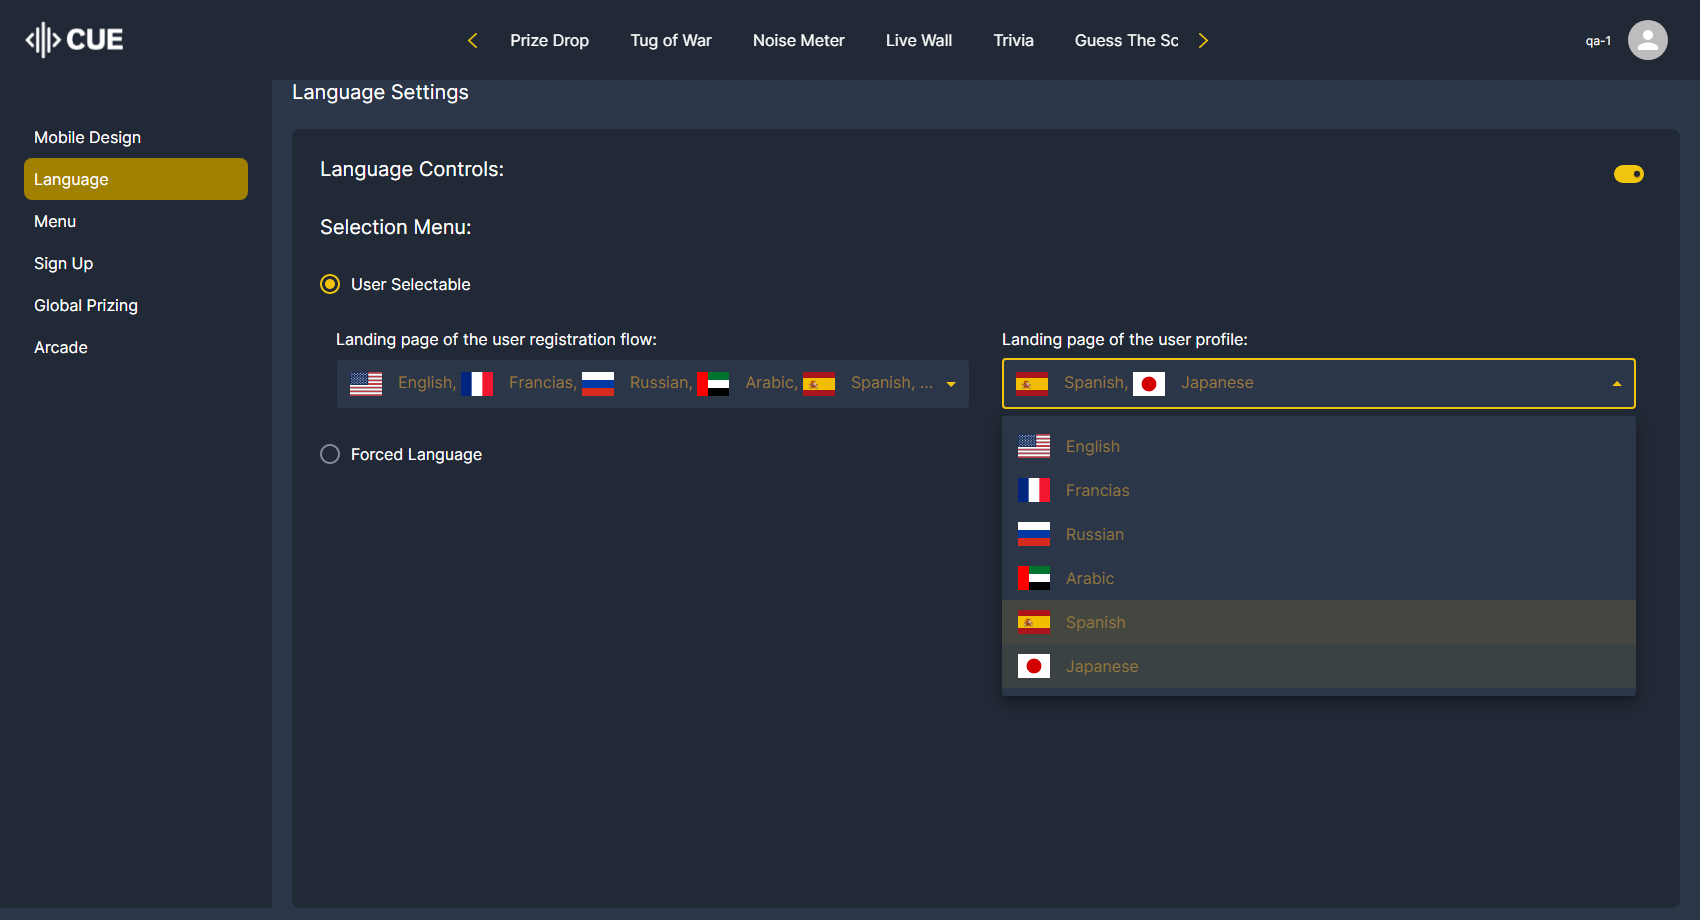 CUE
Prize Drop Tug of War Noise Meter Live Wall Trivia Guess The Sc
qa-1
Mobile Design
Language
Menu
Sign Up
Global Prizing
Arcade
Language Settings
Language Controls:
Selection Menu:
User Selectable
Landing page of the user registration flow:
English, Francias, Russian, Arabic, Spanish, ...
Landing page of the user profile:
Spanish, Japanese
English
Francias
Russian
Arabic
Spanish
Japanese
Forced Language